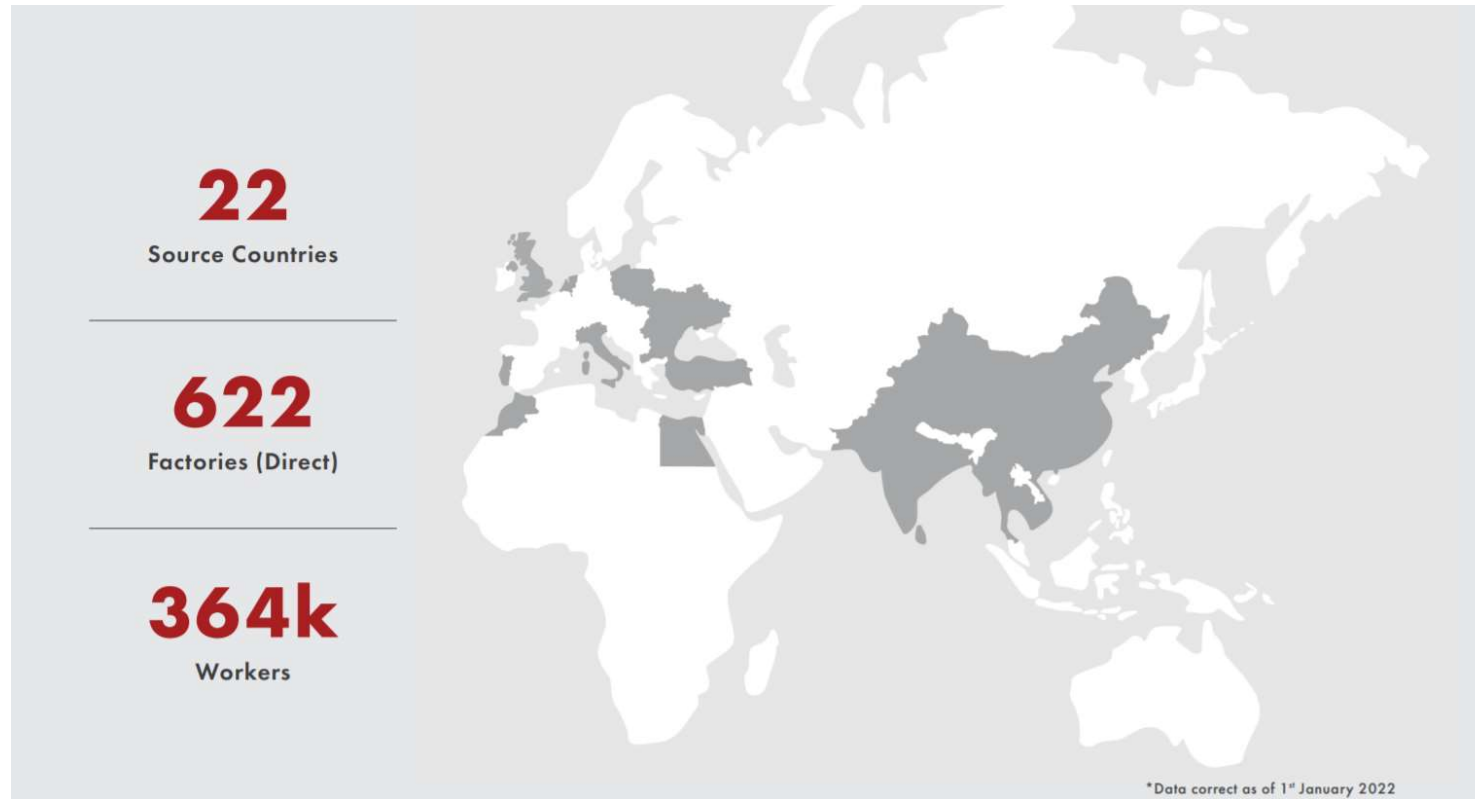 22
Source Countries
622
Factories (Direct)
364k
Workers
*Data correct as of 1st January 2022